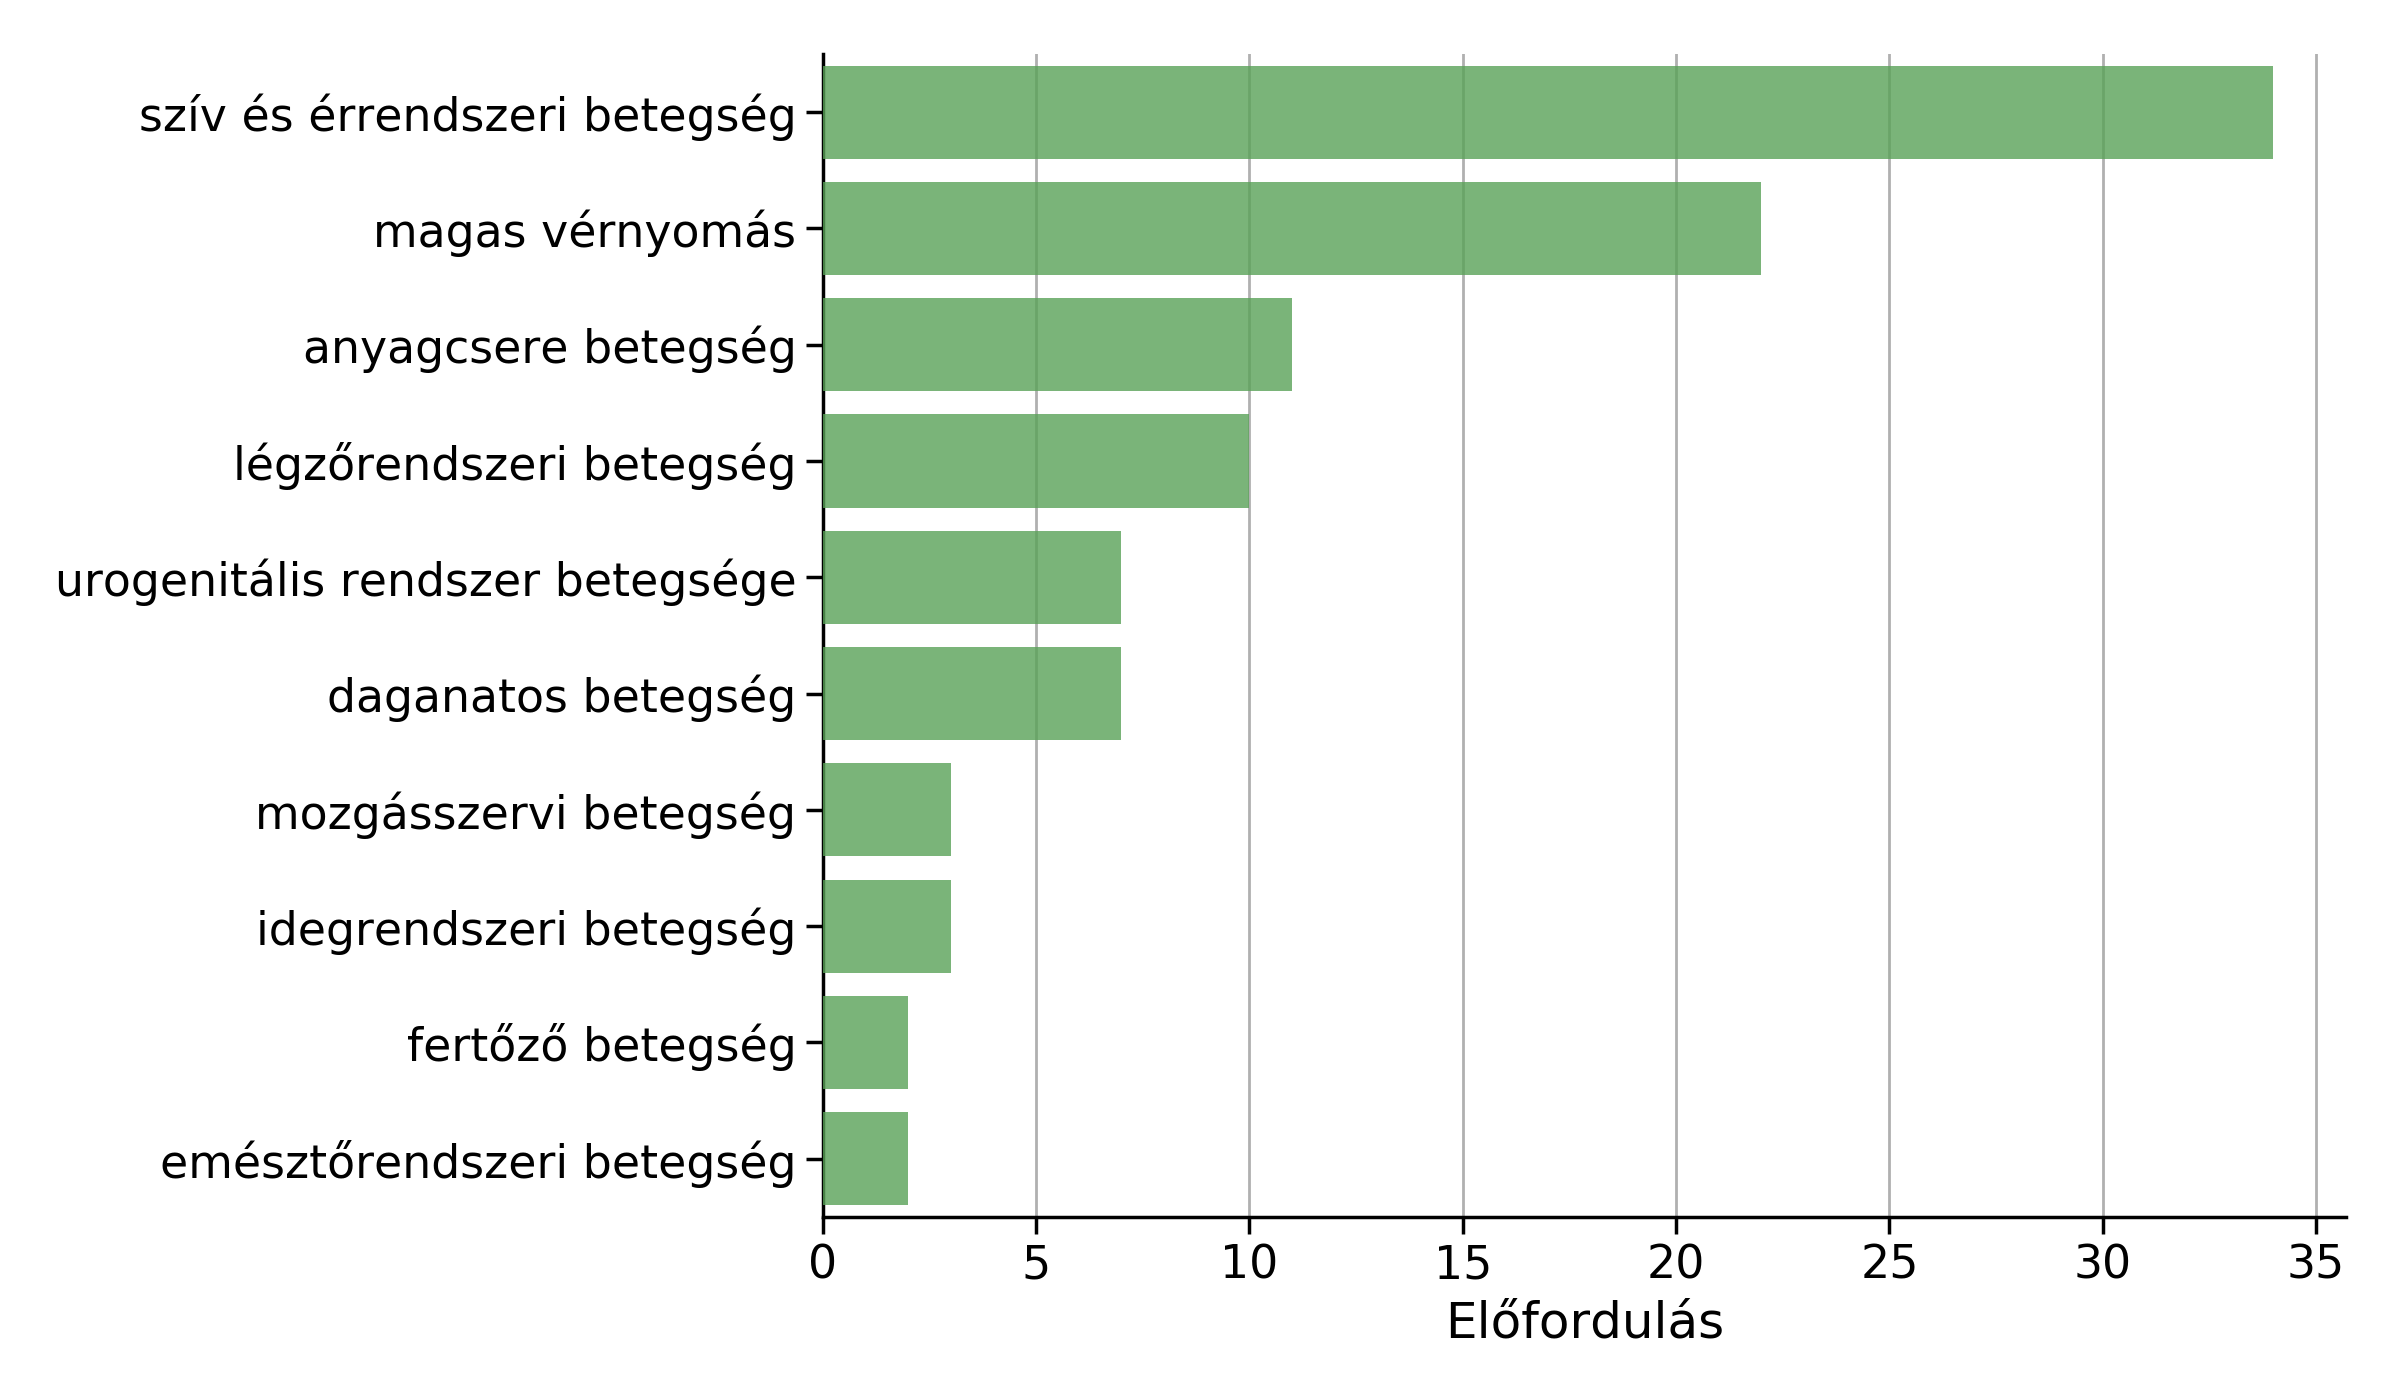 szív és érrendszeri betegség
magas vérnyomás
anyagcsere betegség
légzőrendszeri betegség
urogenitális rendszer betegsége
daganatos betegség
mozgásszervi betegség
idegrendszeri betegség
fertőző betegség
emésztőrendszeri betegség
0 5 10 15 20 25 30 35
Előfordulás